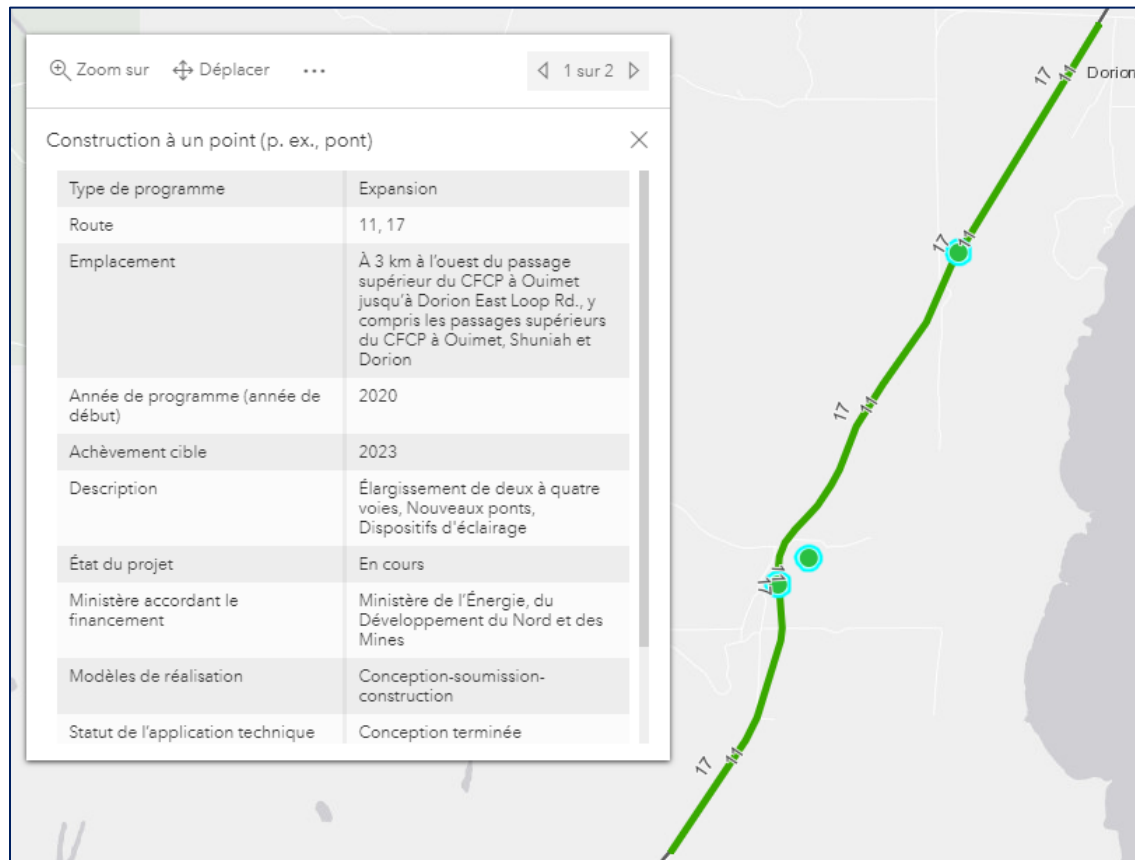 Zoom sur
Déplacer
...
1 sur 2
Construction à un point (p. ex., pont)
Type de programme
Expansion
Route
11, 17
Emplacement
À 3 km à l'ouest du passage
supérieur du CFCP à Ouimet
jusqu'à Dorion East Loop Rd., y
compris les passages supérieurs
du CFCP à Ouimet, Shuniah et
Dorion
Année de programme (année de
début)
2020
Achèvement cible
2023
Description
Élargissement de deux à quatre
voies, Nouveaux ponts,
Dispositifs d'éclairage
État du projet
En cours
Ministère accordant le
financement
Ministère de l'Énergie, du
Développement du Nord et des
Mines
Modèles de réalisation
Conception-soumission-
construction
Statut de l'application technique
Conception terminée
17
11
Dorion
17
11
17
11
11
17
17
11